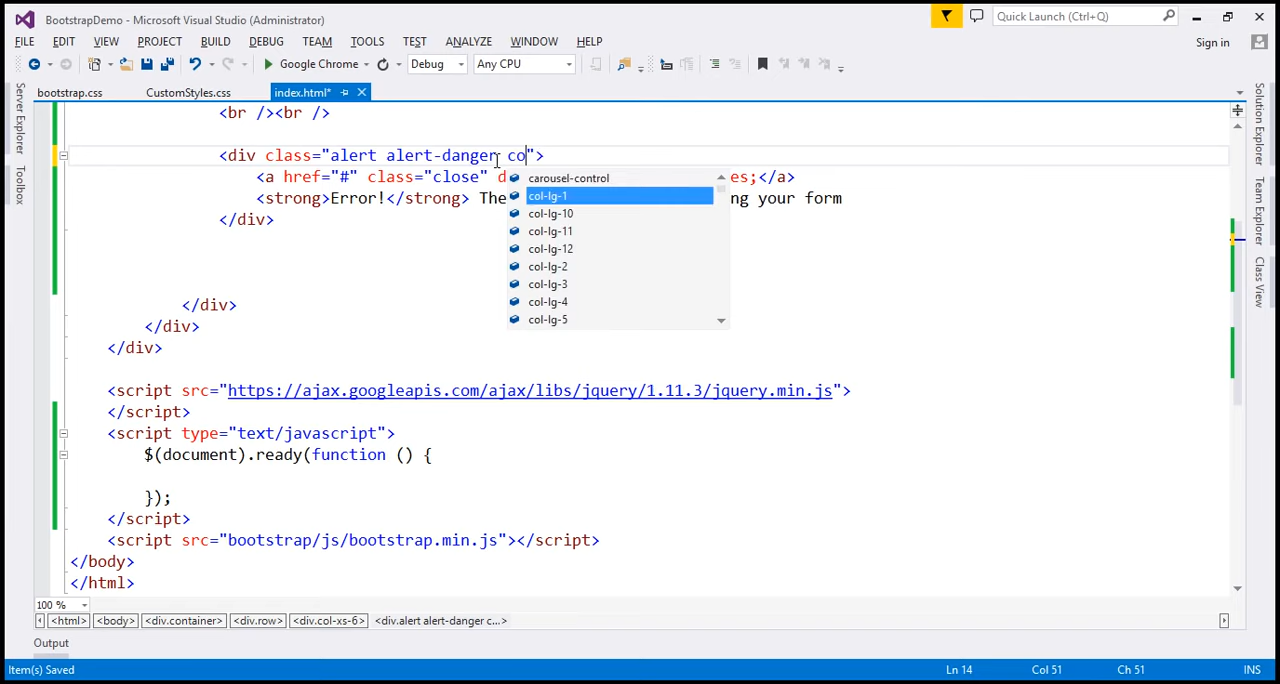 BootstrapDemo - Microsoft Visual Studio (Administrator)
Quick Launch (Ctrl+Q)
FILE EDIT VIEW PROJECT BUILD DEBUG TEAM TOOLS TEST ANALYZE WINDOW HELP
Sign in
Google Chrome Debug Any CPU
bootstrap.css CustomStyles.css index.html*
Server Explorer
Toolbox
Solution Explorer
Team Explorer
Class View
<br /><br />
<div class="alert alert-danger co">
<a href="#" class="close" d es;</a>
<strong>Error!</strong> The ng your form
</div>
carousel-control
col-lg-1
col-lg-10
col-lg-11
col-lg-12
col-lg-2
col-lg-3
col-lg-4
col-lg-5
</div>
</div>
</div>
<script src="https://ajax.googleapis.com/ajax/libs/jquery/1.11.3/jquery.min.js">
</script>
<script type="text/javascript">
$(document).ready(function () {
});
</script>
<script src="bootstrap/js/bootstrap.min.js"></script>
</body>
</html>
100 %
<html> <body> <div.container> <div.row> <div.col-xs-6> <div.alert alert-danger c...>
Output
Item(s) Saved Ln 14 Col 51 Ch 51 INS